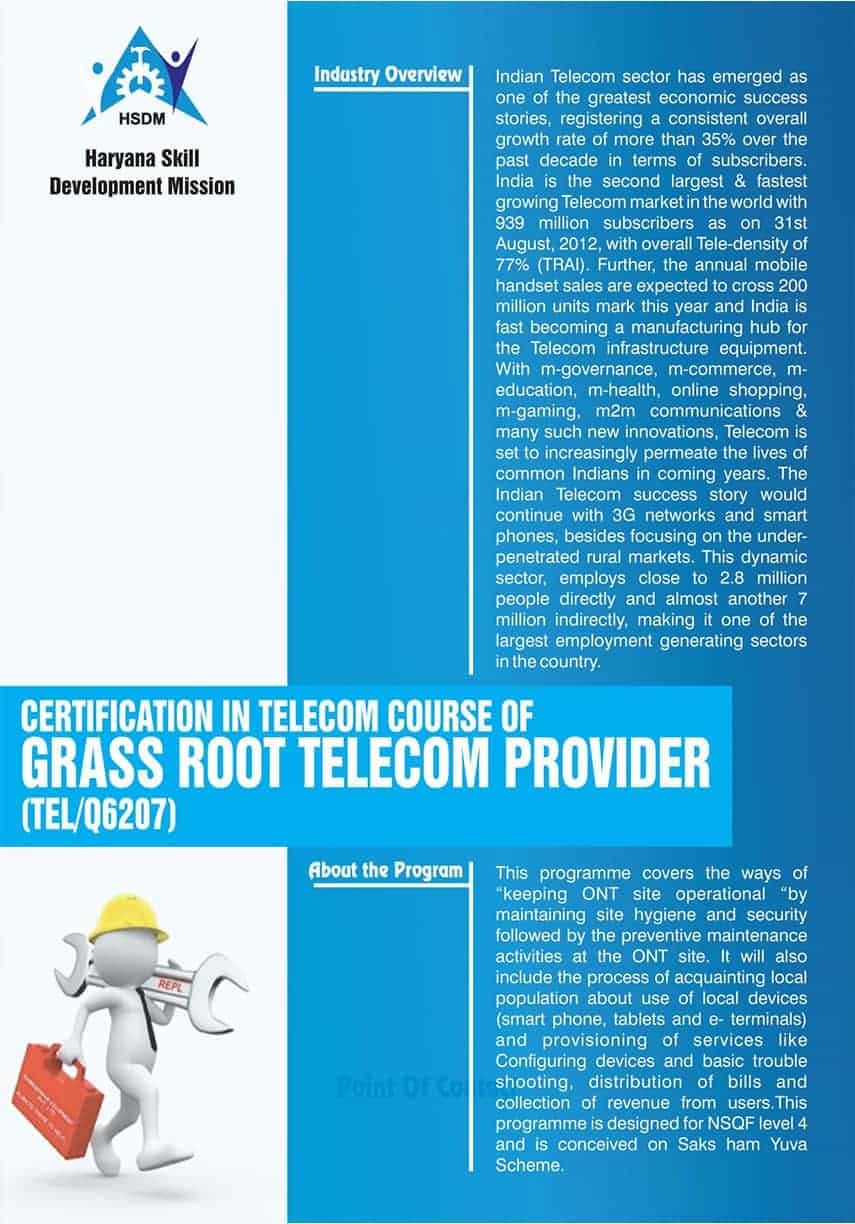 HSDM
Haryana Skill
Development Mission
Industry Overview
Indian Telecom sector has emerged as
one of the greatest economic success
stories, registering a consistent overall
growth rate of more than 35% over the
past decade in terms of subscribers.
India is the second largest & fastest
growing Telecom market in the world with
939 million subscribers as on 31st
August, 2012, with overall Tele-density of
77% (TRAI). Further, the annual mobile
handset sales are expected to cross 200
million units mark this year and India is
fast becoming a manufacturing hub for
the Telecom infrastructure equipment.
With m-governance, m-commerce, m-
education, m-health, online shopping,
m-gaming, m2m communications &
many such new innovations, Telecom is
set to increasingly permeate the lives of
common Indians in coming years. The
Indian Telecom success story would
continue with 3G networks and smart
phones, besides focusing on the under-
penetrated rural markets. This dynamic
sector, employs close to 2.8 million
people directly and almost another 7
million indirectly, making it one of the
largest employment generating sectors
in the country.
CERTIFICATION IN TELECOM COURSE OF
GRASS ROOT TELECOM PROVIDER
(TEL/Q6207)
About the Program
This programme covers the ways of
“keeping ONT site operational “by
maintaining site hygiene and security
followed by the preventive maintenance
activities at the ONT site. It will also
include the process of acquainting local
population about use of local devices
(smart phone, tablets and e- terminals)
and provisioning of services like
Configuring devices and basic trouble
shooting, distribution of bills and
collection of revenue from users.This
programme is designed for NSQF level 4
and is conceived on Saks ham Yuva
Scheme.
Point Of
REPL